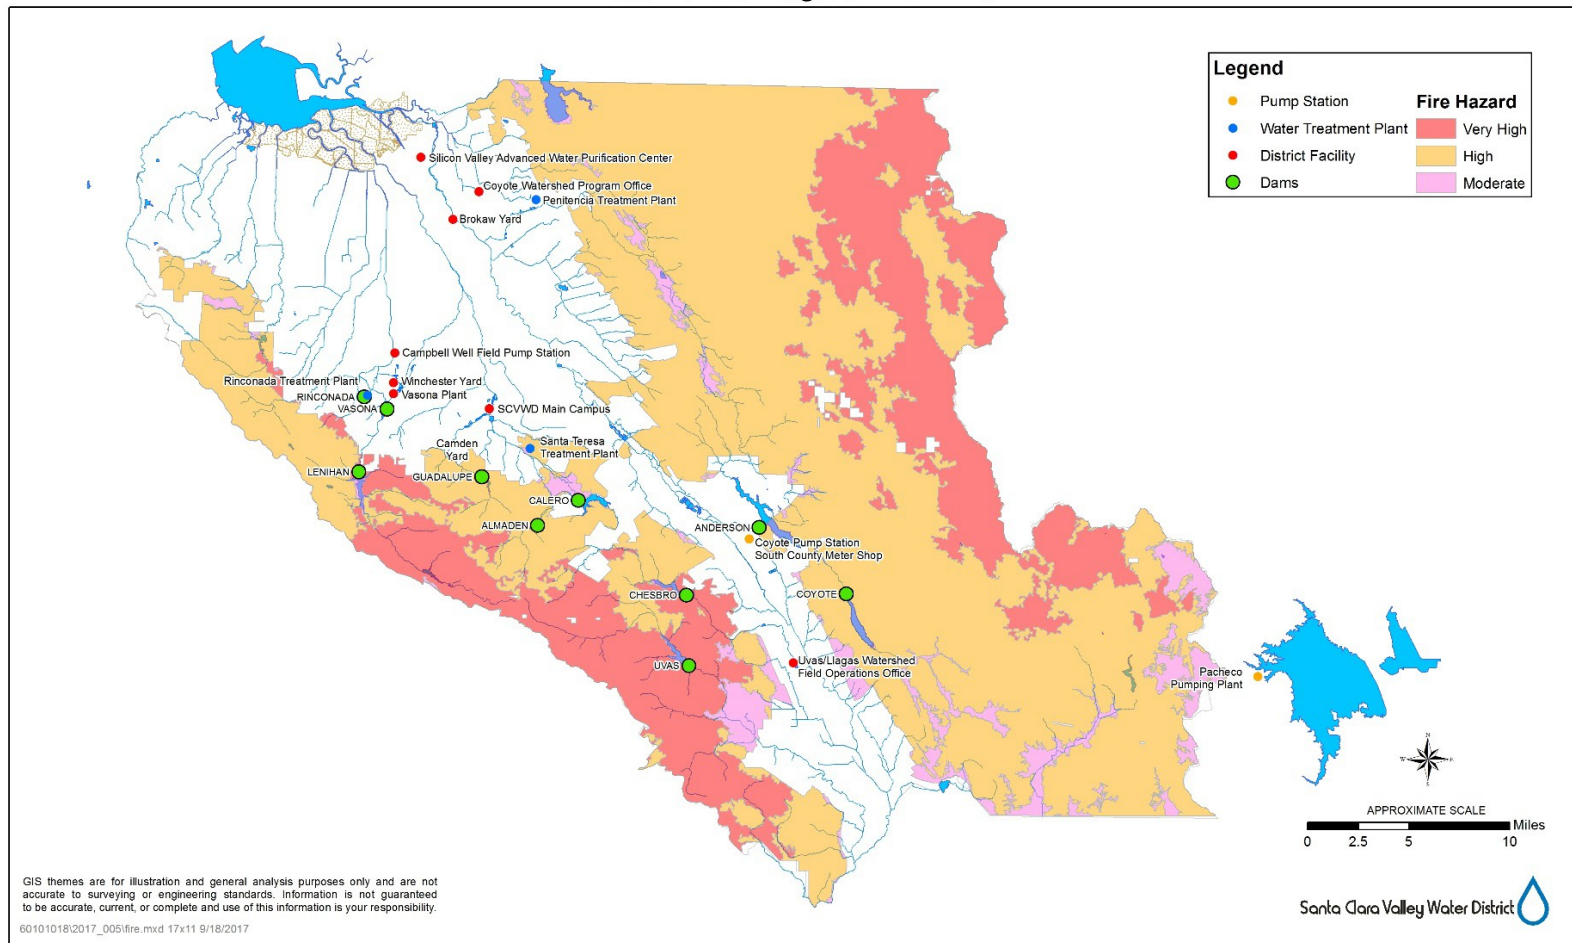 Legend
Pump Station
Water Treatment Plant
District Facility
Dams
Fire Hazard
Very High
High
Moderate
Silicon Valley Advanced Water Purification Center
Coyote Watershed Program Office
Penitencia Treatment Plant
Brokaw Yard
Campbell Well Field Pump Station
Rinconada Treatment Plant
Winchester Yard
RINCONADA
Vasona Plant
VASONA
SCVWD Main Campus
Camden
Yard
Santa Teresa
Treatment Plant
LENIHAN
GUADALUPE
CALERO
ALMADEN
ANDERSON
Coyote Pump Station
South County Meter Shop
CHESBRO
COYOTE
UVAS
Uvas/Llagas Watershed
Field Operations Office
Pacheco
Pumping Plant
N
W
E
S
APPROXIMATE SCALE
Miles
0 2.5 5 10
GIS themes are for illustration and general analysis purposes only and are not
accurate to surveying or engineering standards. Information is not guaranteed
to be accurate, current, or complete and use of this information is your responsibility.
60101018\2017_005\fire.mxd 17x11 9/18/2017
Santa Clara Valley Water District